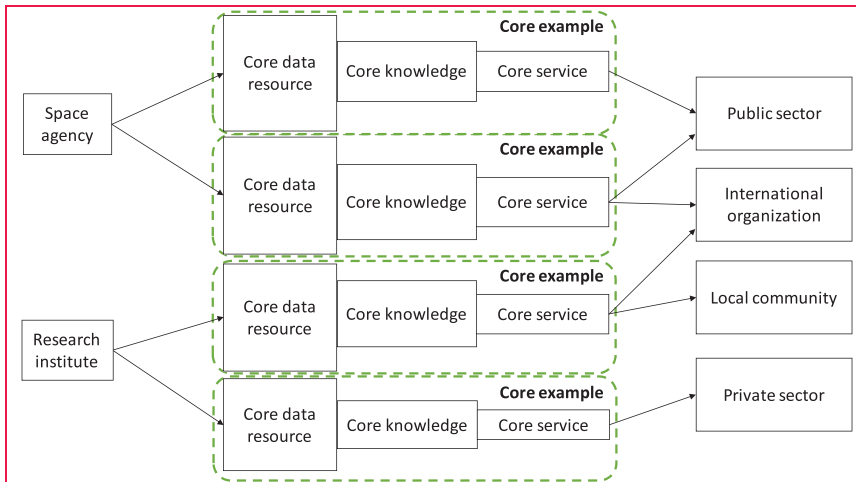 Space
agency
Research
institute
Core example
Core data
resource
Core knowledge
Core service
Core example
Core data
resource
Core knowledge
Core service
Core example
Core data
resource
Core knowledge
Core service
Core example
Core data
resource
Core knowledge
Core service
Public sector
International
organization
Local community
Private sector